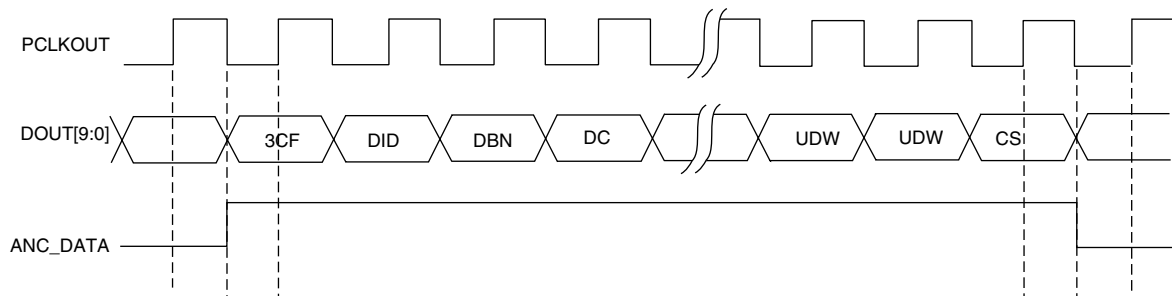 PCLKOUT
DOUT[9:0] 3CF DID DBN DC UDW UDW CS
ANC_DATA